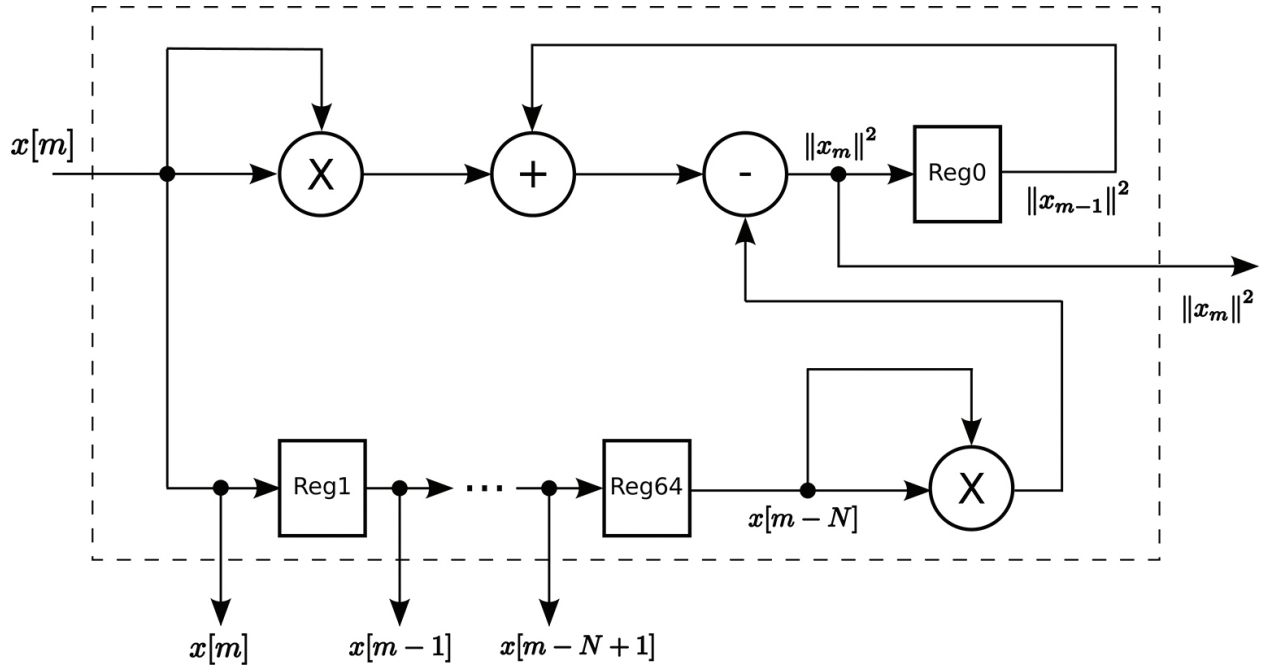 x[m]
X
+
-
‖x_m‖²
Reg0
‖x_{m−1}‖²
‖x_m‖²
Reg1
...
Reg64
x[m − N]
X
x[m]
x[m − 1]
x[m − N + 1]